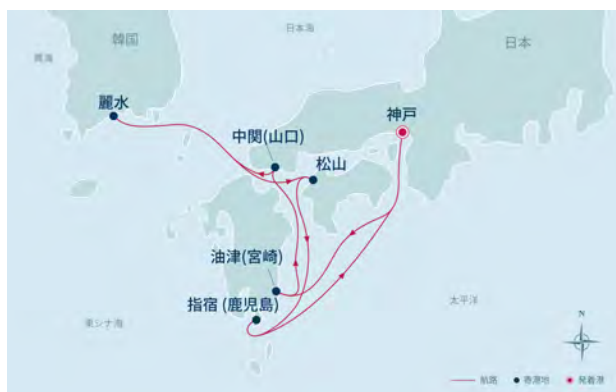 日本海
韓国
日本
黄海
麗水
神戸
中関(山口)
松山
油津(宮崎)
指宿 (鹿児島)
東シナ海
太平洋
N
航路
寄港地
発着港